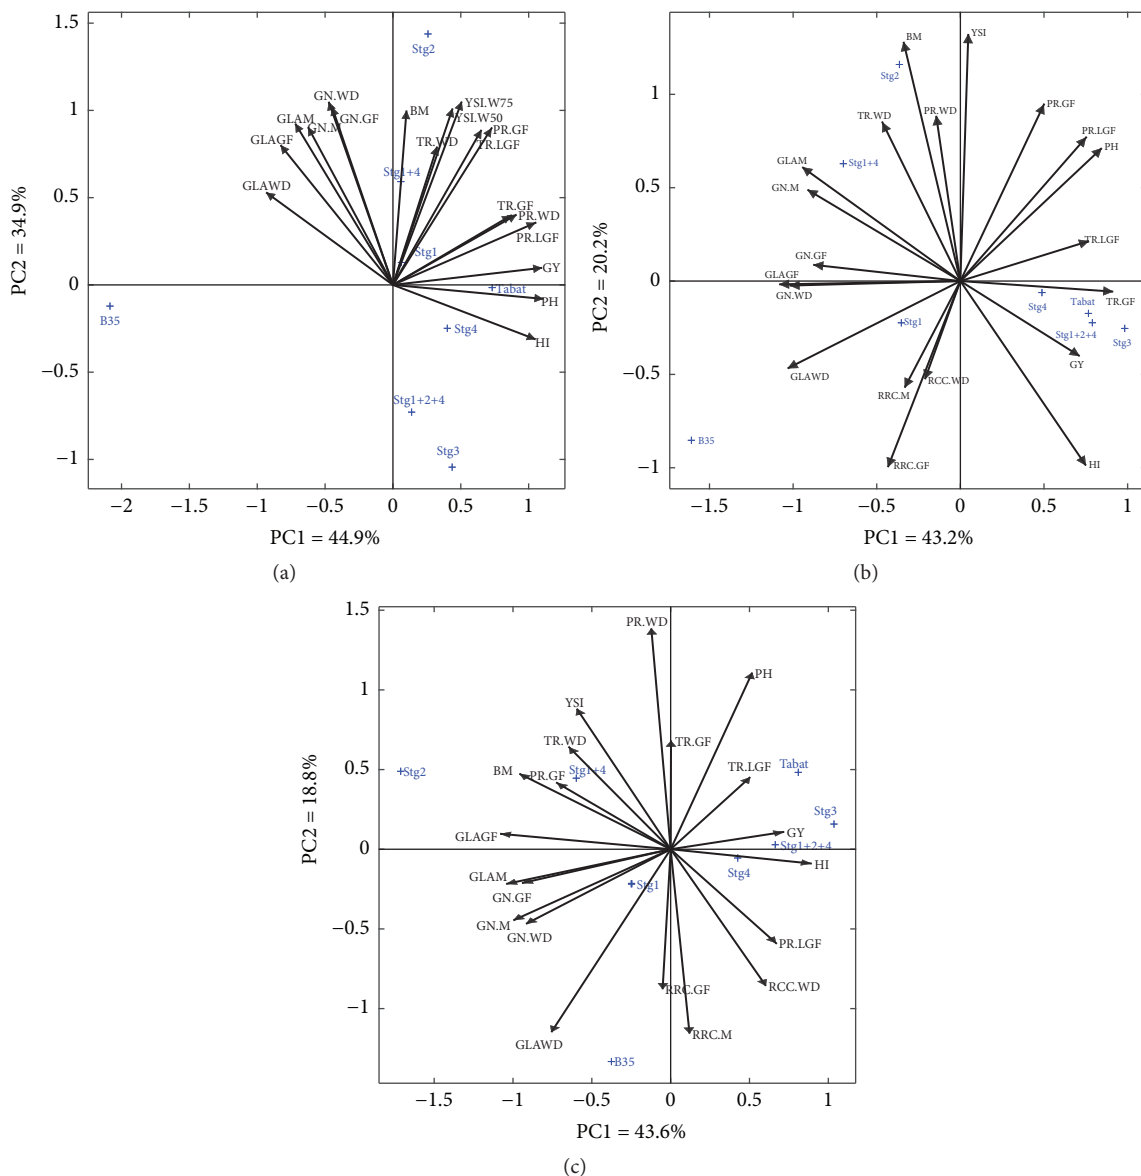 1.5
Stg2
1
GN.WD
GLAM
GN.M
GN.GF
GLAGF
BM
YSI.W75
YSI.W50
PR.GF
TR.WD
TR.LGF
Stg1+4
GLAWD
0.5
TR.GF
PR.WD
PR.LGF
Stg1
GY
0
Tabat
PH
B35
Stg4
HI
−0.5
Stg1+2+4
Stg3
−1
−2 −1.5 −1 −0.5 0 0.5 1
PC1 = 44.9%
PC2 = 34.9%
(a)
BM
YSI
Stg2
1
PR.GF
TR.WD
PR.WD
PR.LGF
PH
GLAM
Stg1+4
GN.M
0.5
TR.LGF
GN.GF
GLAGF
0
GN.WD
Stg4
Tabat
TR.GF
Stg1
Stg1+2+4
Stg3
GY
GLAWD
RRC.M
RCC.WD
−0.5
B35
RRC.GF
HI
−1
−1.5 −1 −0.5 0 0.5 1
PC1 = 43.2%
PC2 = 20.2%
(b)
1.5
PR.WD
PH
1
YSI
TR.WD
TR.GF
Stg2
BM
PR.GF
Stg1+4
TR.LGF
Tabat
0.5
Stg3
GLAGF
GY
Stg1+2+4
0
HI
Stg4
GLAM
GN.GF
Stg1
GN.M
GN.WD
−0.5
PR.LGF
RRC.GF
RCC.WD
−1
GLAWD
RRC.M
B35
−1.5 −1 −0.5 0 0.5 1
PC1 = 43.6%
PC2 = 18.8%
(c)